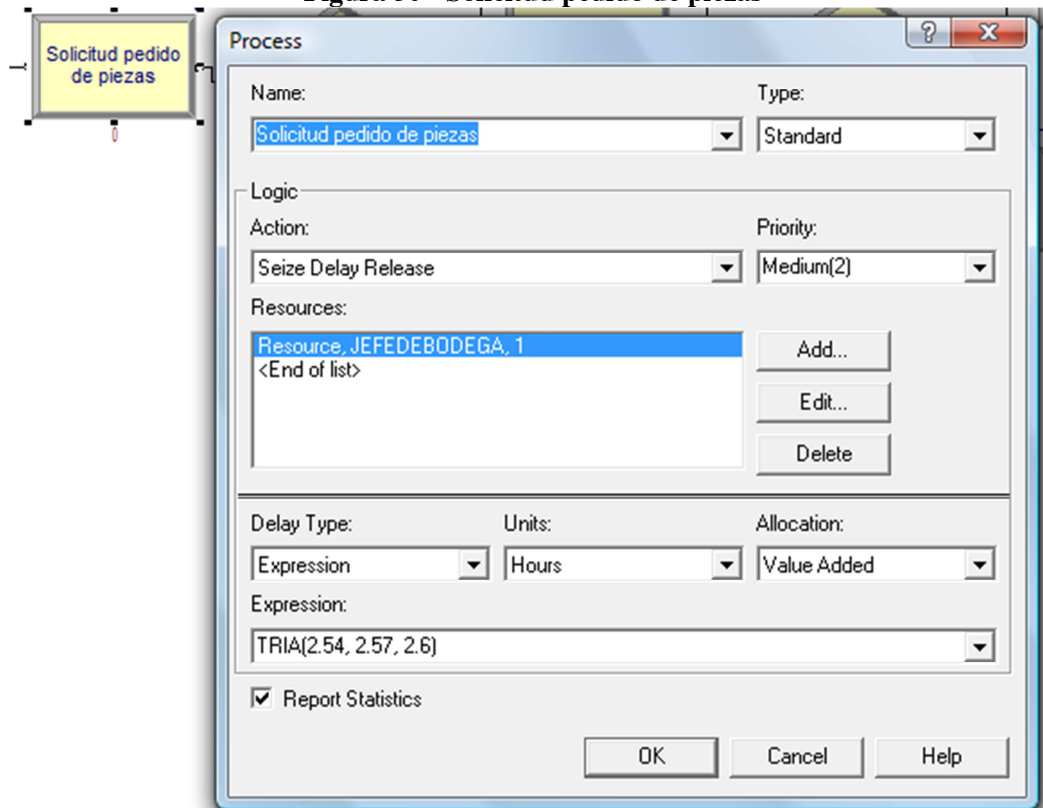 Solicitud pedido
de piezas
0
Process
Name:
Type:
Solicitud pedido de piezas
Standard
Logic
Action:
Priority:
Seize Delay Release
Medium(2)
Resources:
Resource, JEFEDEBODEGA, 1
<End of list>
Add...
Edit...
Delete
Delay Type:
Units:
Allocation:
Expression
Hours
Value Added
Expression:
TRIA(2.54, 2.57, 2.6)
Report Statistics
OK
Cancel
Help